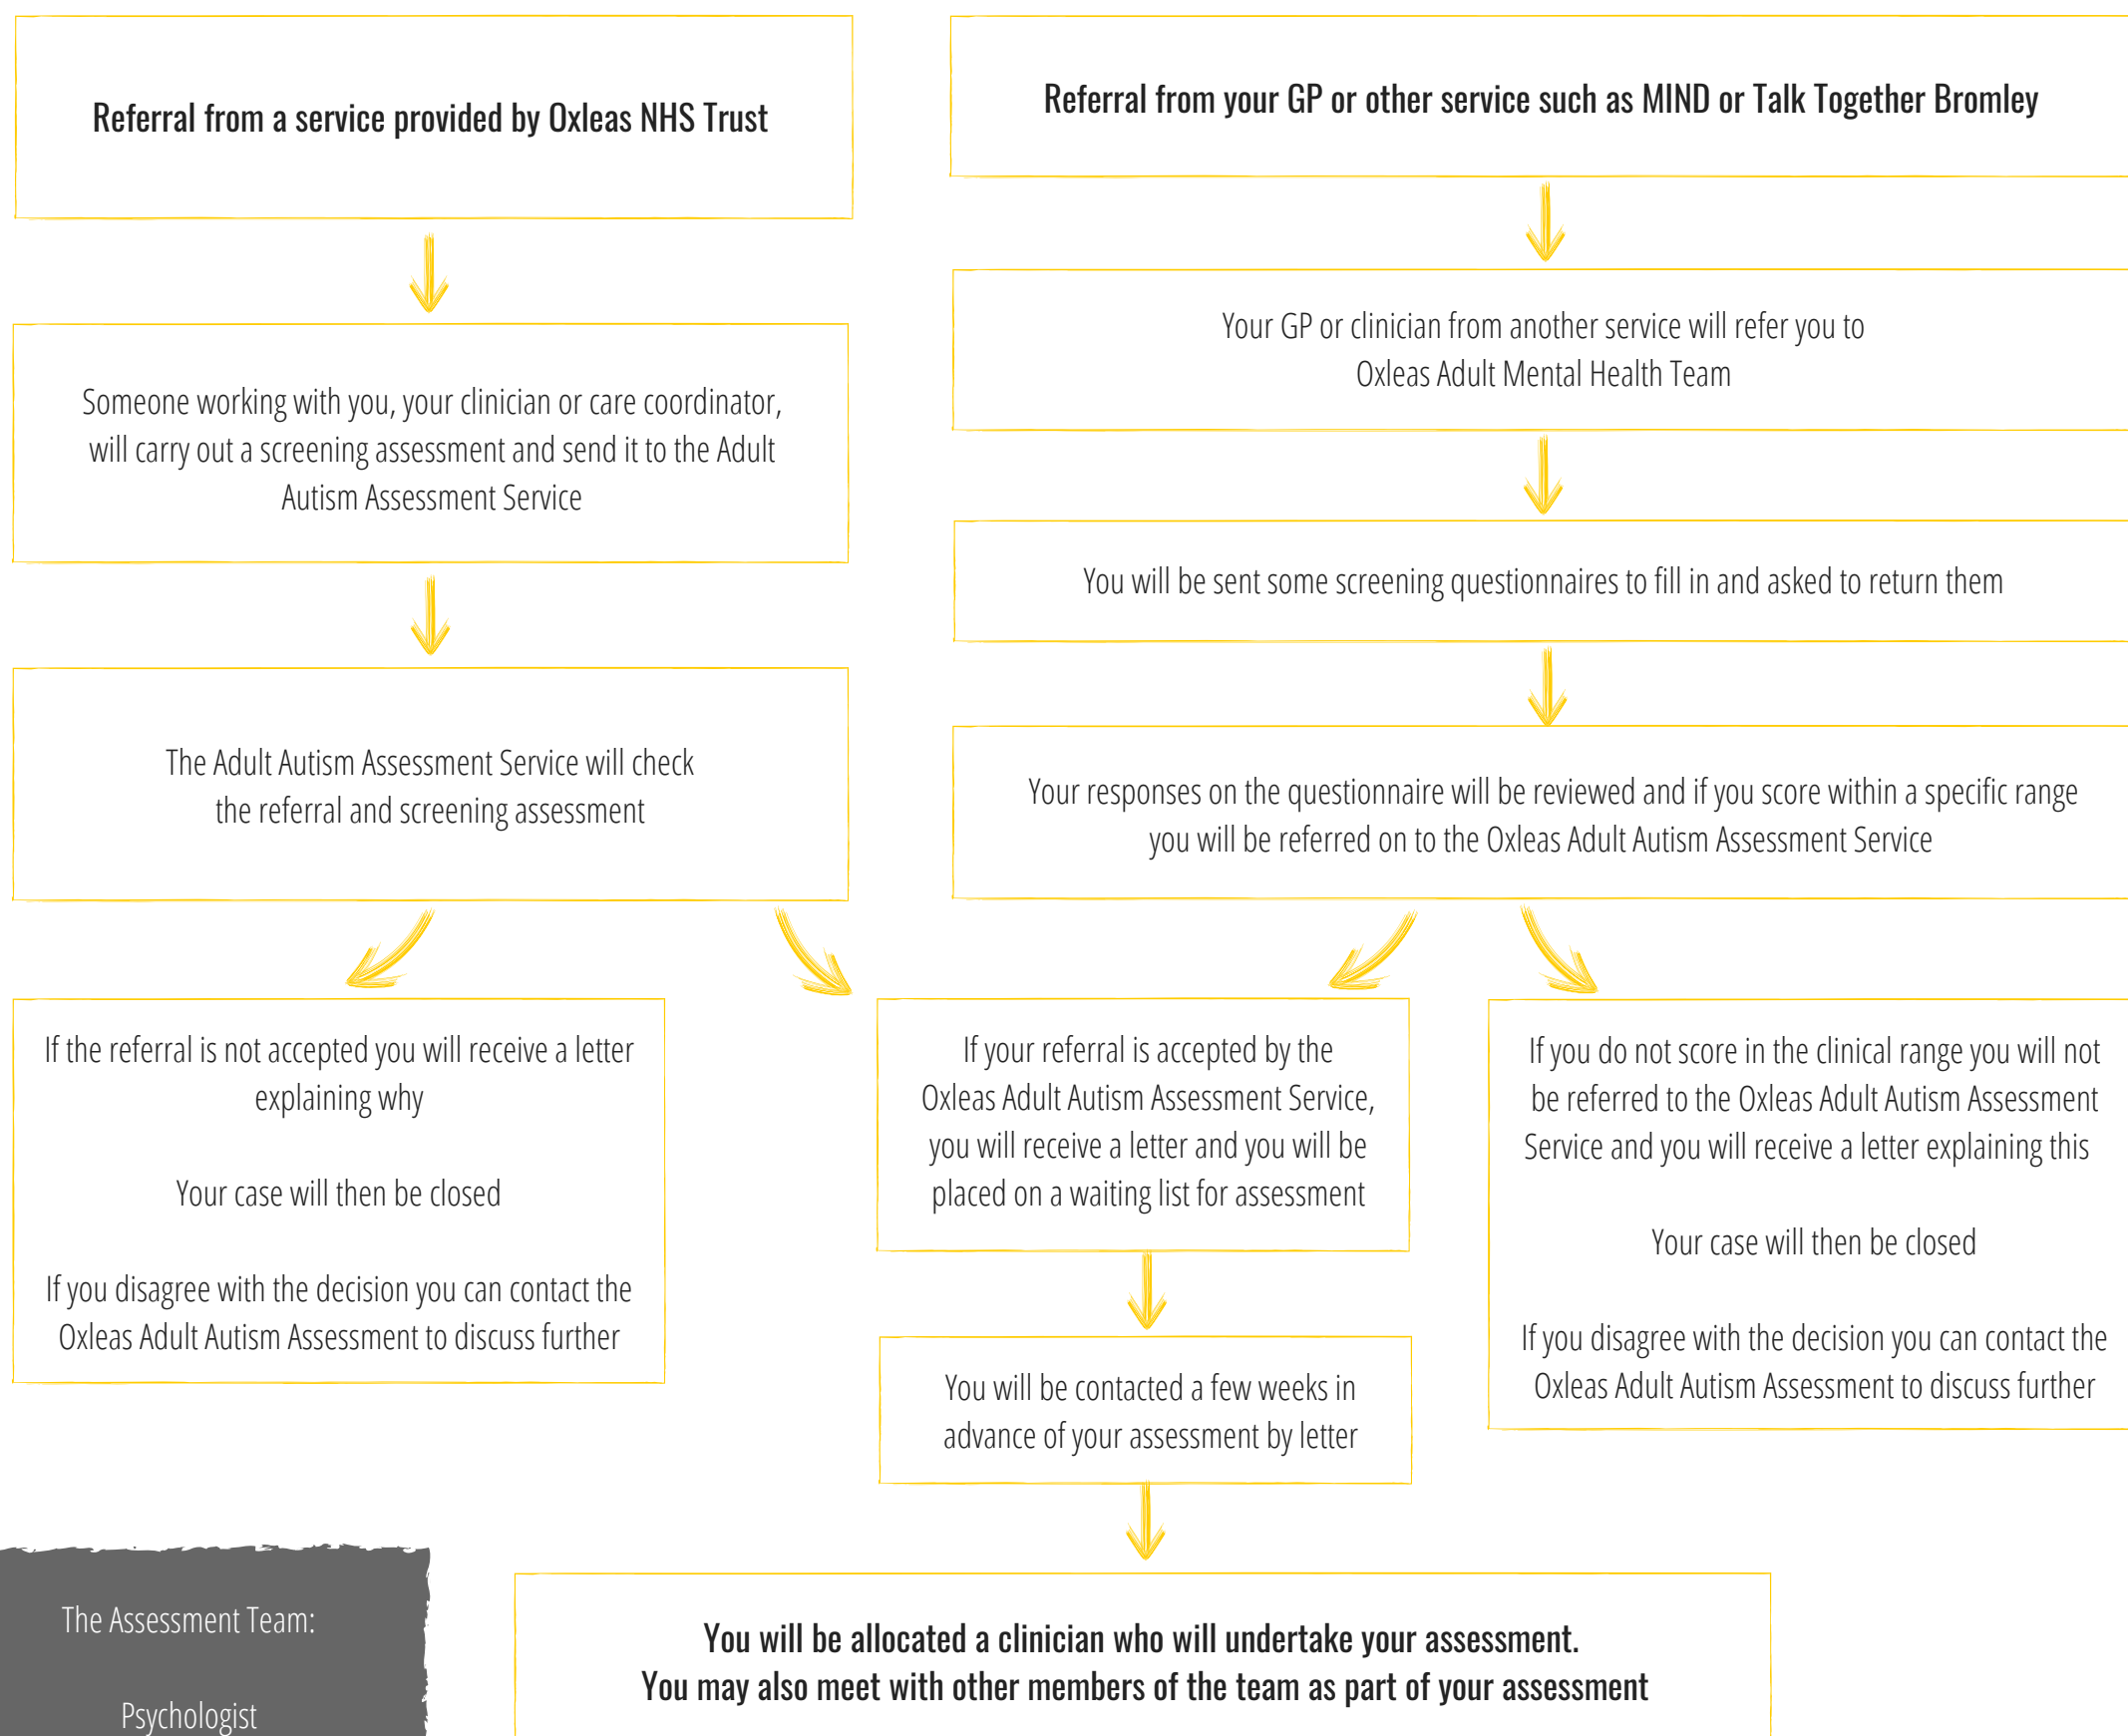 Referral from a service provided by Oxleas NHS Trust
Someone working with you, your clinician or care coordinator,
will carry out a screening assessment and send it to the Adult
Autism Assessment Service
The Adult Autism Assessment Service will check
the referral and screening assessment
If the referral is not accepted you will receive a letter
explaining why
Your case will then be closed
If you disagree with the decision you can contact the
Oxleas Adult Autism Assessment to discuss further
Referral from your GP or other service such as MIND or Talk Together Bromley
Your GP or clinician from another service will refer you to
Oxleas Adult Mental Health Team
You will be sent some screening questionnaires to fill in and asked to return them
Your responses on the questionnaire will be reviewed and if you score within a specific range
you will be referred on to the Oxleas Adult Autism Assessment Service
If your referral is accepted by the
Oxleas Adult Autism Assessment Service,
you will receive a letter and you will be
placed on a waiting list for assessment
If you do not score in the clinical range you will not
be referred to the Oxleas Adult Autism Assessment
Service and you will receive a letter explaining this
Your case will then be closed
If you disagree with the decision you can contact the
Oxleas Adult Autism Assessment to discuss further
You will be contacted a few weeks in
advance of your assessment by letter
You will be allocated a clinician who will undertake your assessment.
You may also meet with other members of the team as part of your assessment
The Assessment Team:
Psychologist